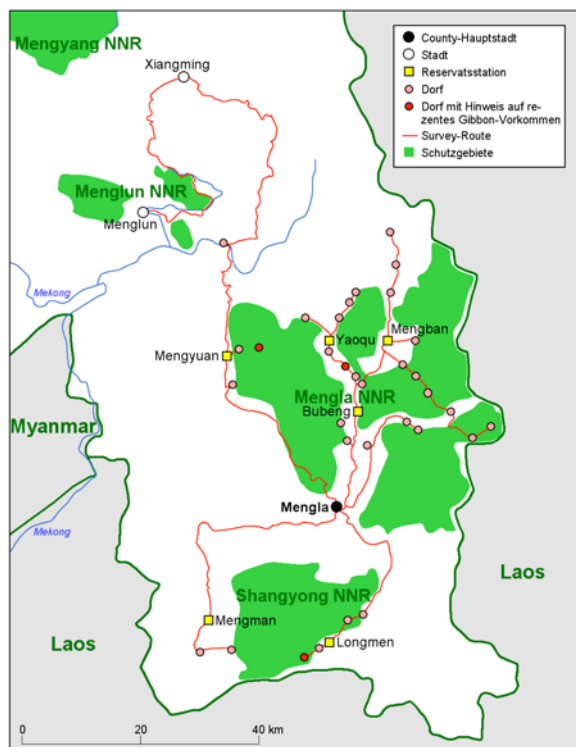 Mengyang NNR
Xiangming
County-Hauptstadt
Stadt
Reservatsstation
Dorf
Dorf mit Hinweis auf re-
zentes Gibbon-Vorkommen
Survey-Route
Schutzgebiete
Menglun NNR
Menglun
Mekong
Mengyuan
Yaoqu
Mengban
Mengla NNR
Bubeng
Myanmar
Mengla
Mekong
Laos
Shangyong NNR
Mengman
Longmen
Laos
0 20 40 km